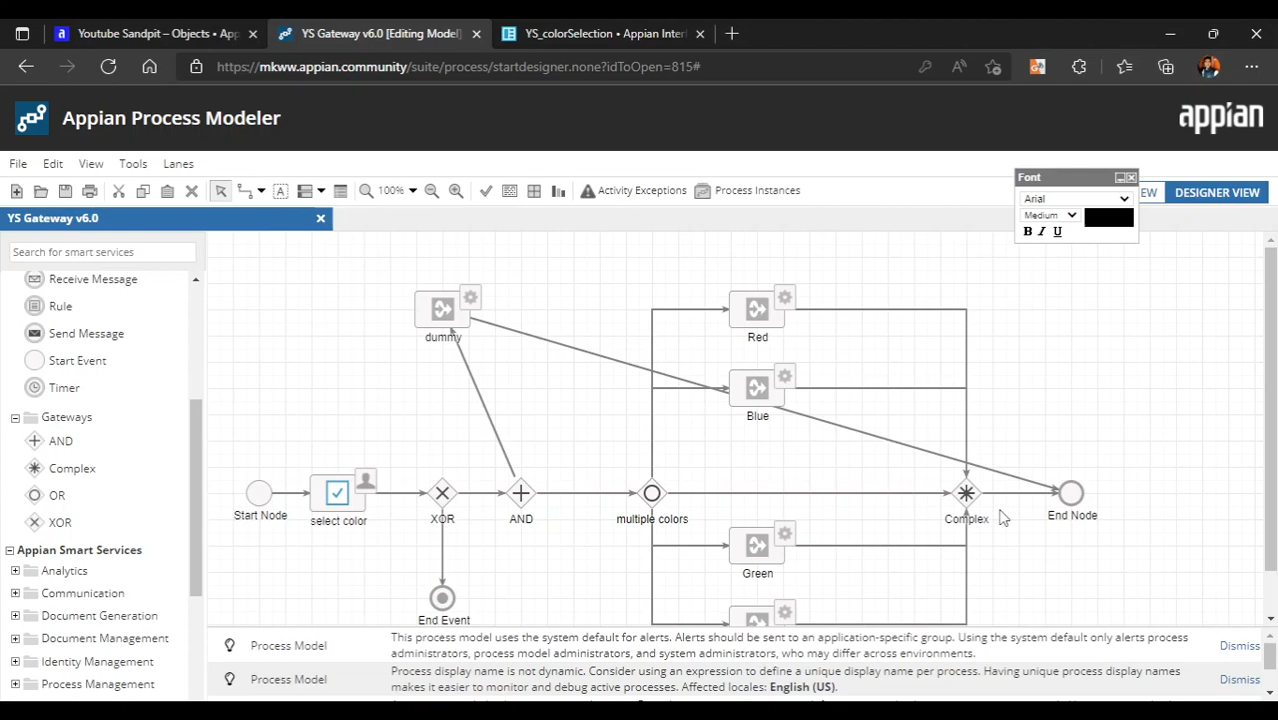 Youtube Sandpit – Objects • App
YS Gateway v6.0 [Editing Model]
YS_colorSelection • Appian Inter
https://mkww.appian.community/suite/process/startdesigner.none?idToOpen=815#
Appian Process Modeler
appian
File Edit View Tools Lanes
100% Activity Exceptions Process Instances
DESIGNER VIEW
Font
Arial
Medium
B I U
YS Gateway v6.0
Search for smart services
Receive Message
Rule
Send Message
Start Event
Timer
Gateways
AND
Complex
OR
XOR
Appian Smart Services
Analytics
Communication
Document Generation
Document Management
Identity Management
Process Management
dummy
Red
Blue
Start Node
select color
XOR
AND
multiple colors
Complex
End Node
Green
End Event
Process Model
This process model uses the system default for alerts. Alerts should be sent to an application-specific group. Using the system default only alerts process
administrators, process model administrators, and system administrators, who may differ across environments.
Dismiss
Process Model
Process display name is not dynamic. Consider using an expression to define a unique display name per process. Having unique process display names
makes it easier to monitor and debug active processes. Affected locales: English (US).
Dismiss